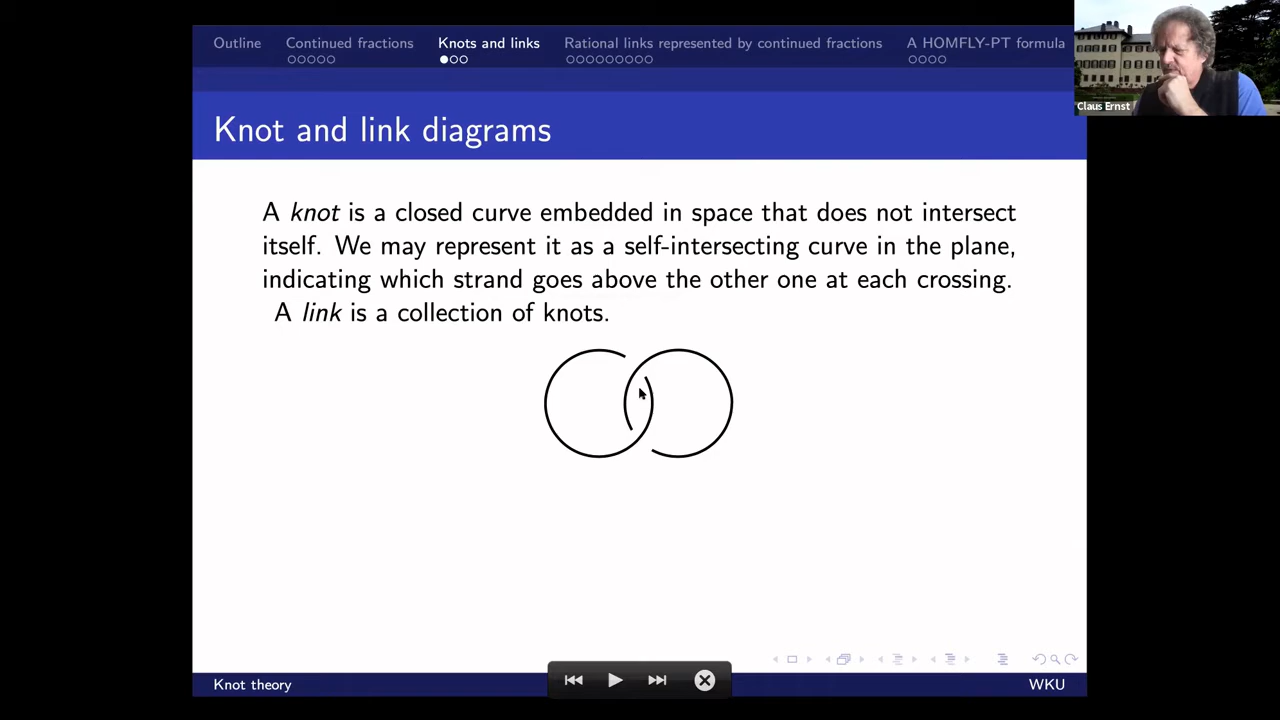 Outline
Continued fractions
Knots and links
Rational links represented by continued fractions
A HOMFLY-PT formula
Claus Ernst
Knot and link diagrams
A knot is a closed curve embedded in space that does not intersect
itself. We may represent it as a self-intersecting curve in the plane,
indicating which strand goes above the other one at each crossing.
A link is a collection of knots.
Knot theory
WKU